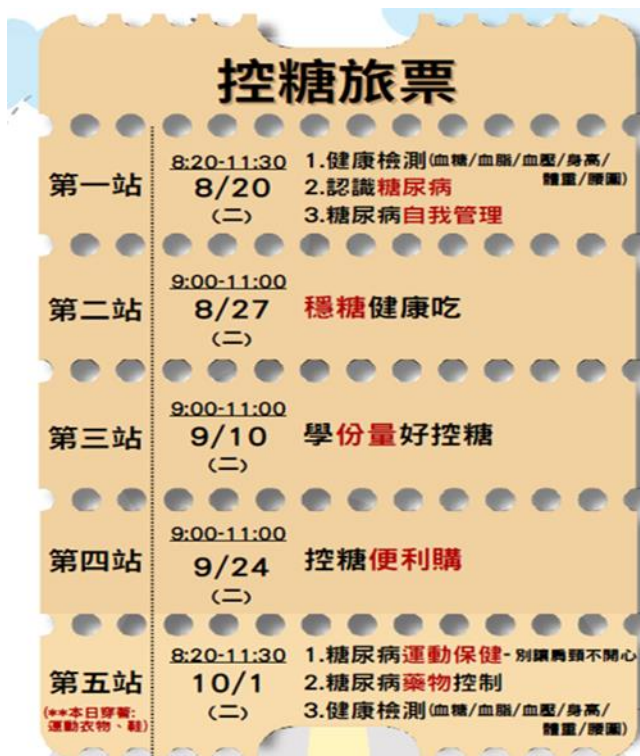 控糖旅票
第一站
8:20-11:30
8/20
(二)
1.健康檢測(血糖/血脂/血壓/身高/
體重/腰圍)
2.認識糖尿病
3.糖尿病自我管理
第二站
9:00-11:00
8/27
(二)
穩糖健康吃
第三站
9:00-11:00
9/10
(二)
學份量好控糖
第四站
9:00-11:00
9/24
(二)
控糖便利購
第五站
(**本日穿著:
運動衣物、鞋)
8:20-11:30
10/1
(二)
1.糖尿病運動保健-別讓肩頸不開心
2.糖尿病藥物控制
3.健康檢測(血糖/血脂/血壓/身高/
體重/腰圍)